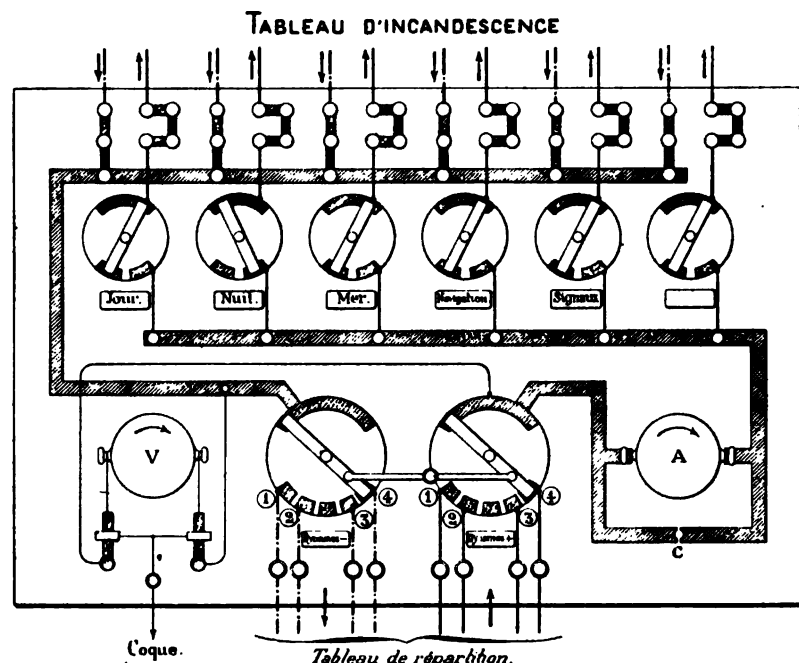 TABLEAU D'INCANDESCENCE
Jour.
Nuit.
Mer.
Navigation
Signaux
V
A
① ② ③ ④
① ② ③ ④
C
Coque.
Tableau de répartition.